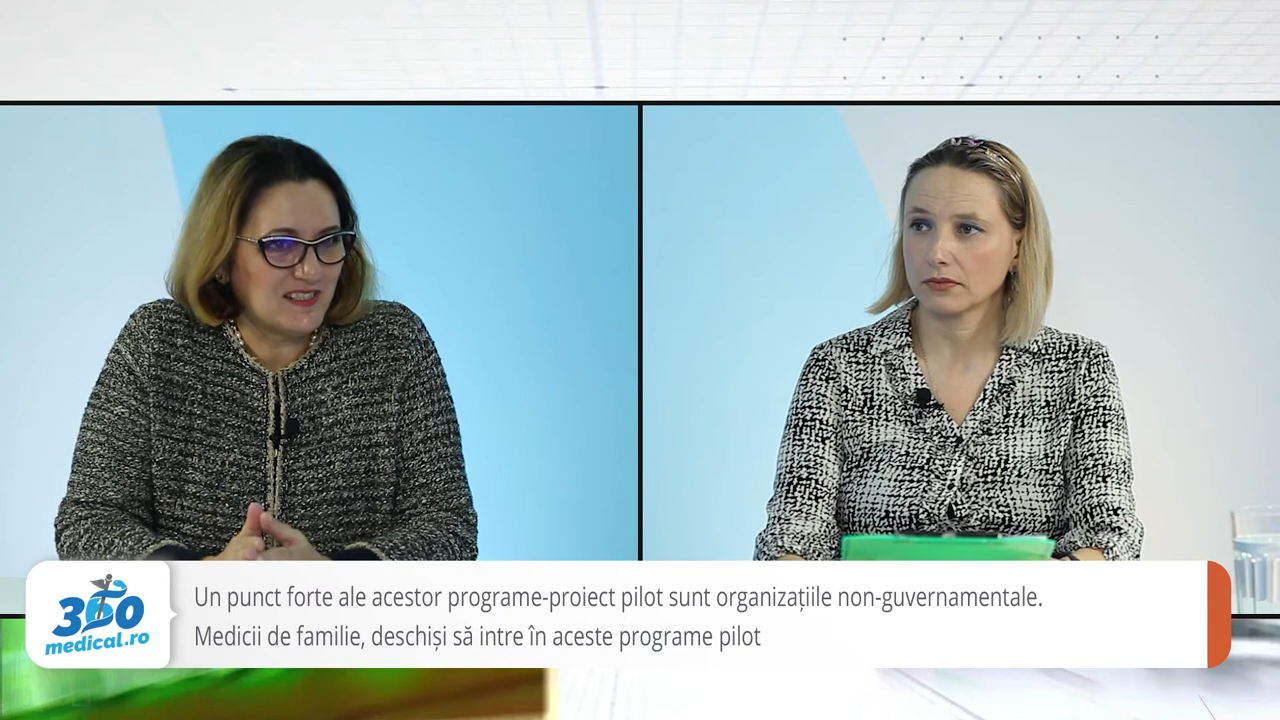 Un punct forte ale acestor programe-proiect pilot sunt organizațiile non-guvernamentale.
Medicii de familie, deschiși să intre în aceste programe pilot
360
medical.ro